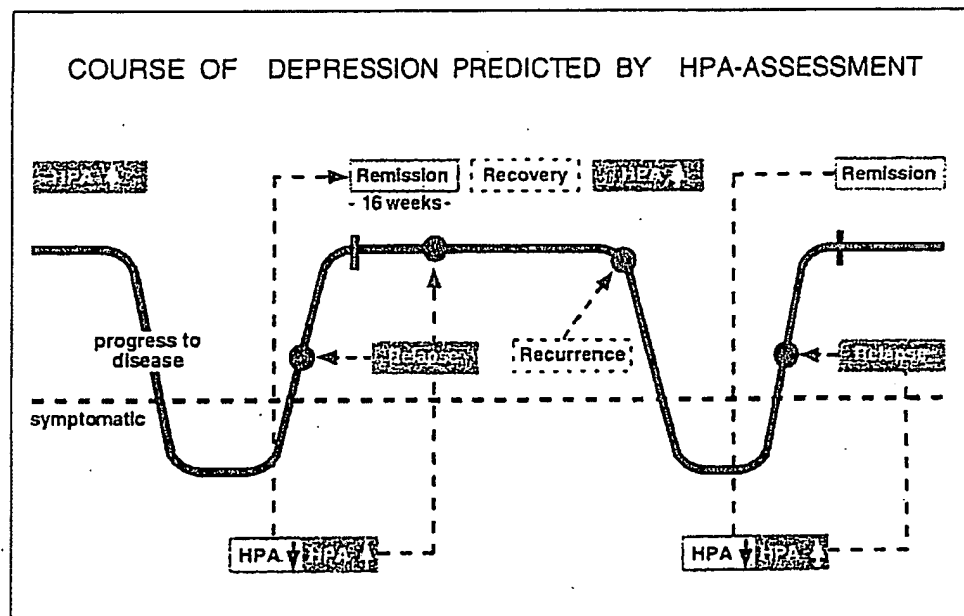 COURSE OF DEPRESSION PREDICTED BY HPA-ASSESSMENT
HPA
Remission
Recovery
HPA
Remission
- 16 weeks -
progress to
disease
Relapse
Recurrence
Relapse
symptomatic
HPA
HPA
HPA
HPA